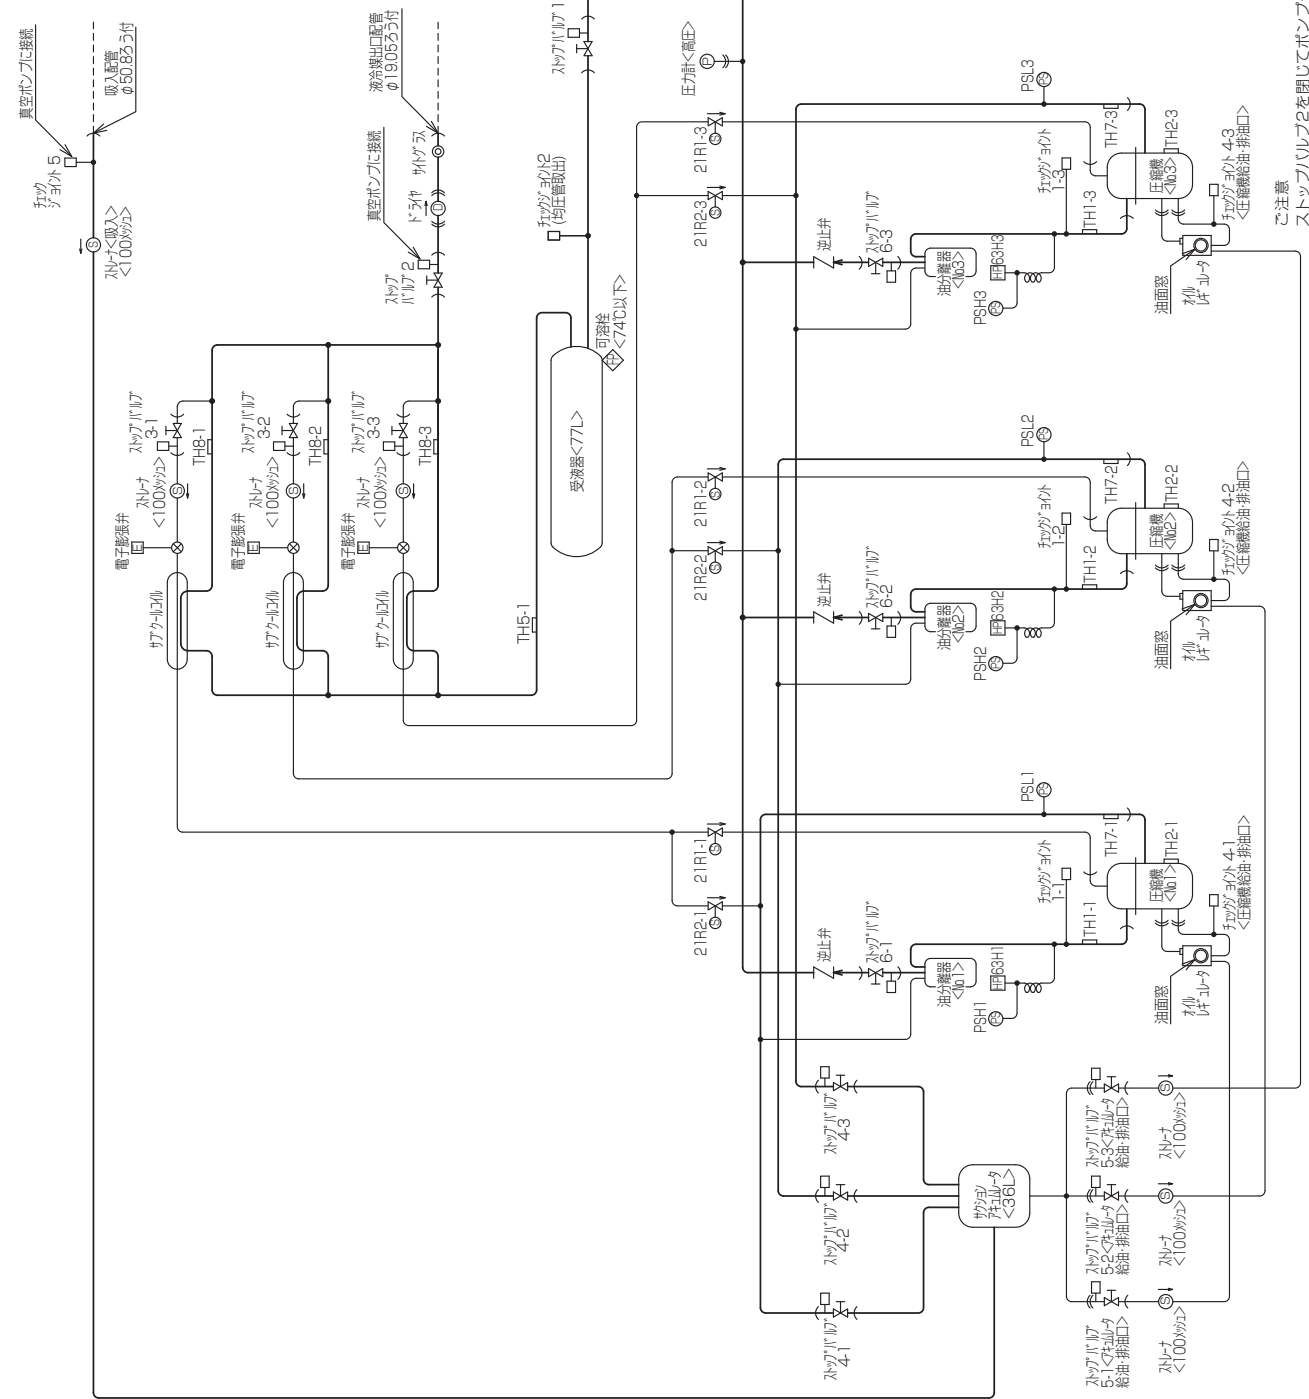 真空ポンプに接続
吸入配管
φ50.8ろう付
チェック
ジョイント5
ストレーナ<吸入>
<100メッシュ>
液冷媒出口配管
φ19.05ろう付
真空ポンプに接続
サイトグラス
ドライヤ
ストップ
バルブ2
ストップバルブ1
チェックジョイント2
(均圧管取出)
圧力計<高圧>
可溶栓
<74℃以下>
FP
受液器<77L>
TH5-1
ストップバルブ
3-1
TH8-1
ストレーナ
<100メッシュ>
電子膨張弁
サブクールコイル
ストップバルブ
3-2
TH8-2
ストレーナ
<100メッシュ>
電子膨張弁
サブクールコイル
ストップバルブ
3-3
TH8-3
ストレーナ
<100メッシュ>
電子膨張弁
サブクールコイル
21R1-3
21R2-3
逆止弁
ストップバルブ
6-3
油分離器
<No3>
PSH3
HP63H3
チェックジョイント
1-3
TH1-3
PSL3
TH7-3
TH2-3
圧縮機
<No3>
チェックジョイント 4-3
<圧縮機給油・排油口>
油面窓
オイル
レギュレータ
21R1-2
21R2-2
逆止弁
ストップバルブ
6-2
油分離器
<No2>
PSH2
HP63H2
チェックジョイント
1-2
TH1-2
PSL2
TH7-2
TH2-2
圧縮機
<No2>
チェックジョイント 4-2
<圧縮機給油・排油口>
油面窓
オイル
レギュレータ
21R1-1
21R2-1
逆止弁
ストップバルブ
6-1
油分離器
<No1>
PSH1
HP63H1
チェックジョイント
1-1
TH1-1
PSL1
TH7-1
TH2-1
圧縮機
<No1>
チェックジョイント 4-1
<圧縮機給油・排油口>
油面窓
オイル
レギュレータ
ストップバルブ
4-3
ストップバルブ
4-2
ストップバルブ
4-1
サクション
アキュムレータ
<36L>
ストップバルブ
5-3<アキュムレータ
給油・排油口>
ストレーナ
<100メッシュ>
ストップバルブ
5-2<アキュムレータ
給油・排油口>
ストレーナ
<100メッシュ>
ストップバルブ
5-1<アキュムレータ
給油・排油口>
ストレーナ
<100メッシュ>
ご注意
ストップバルブ2を閉じてポンプ